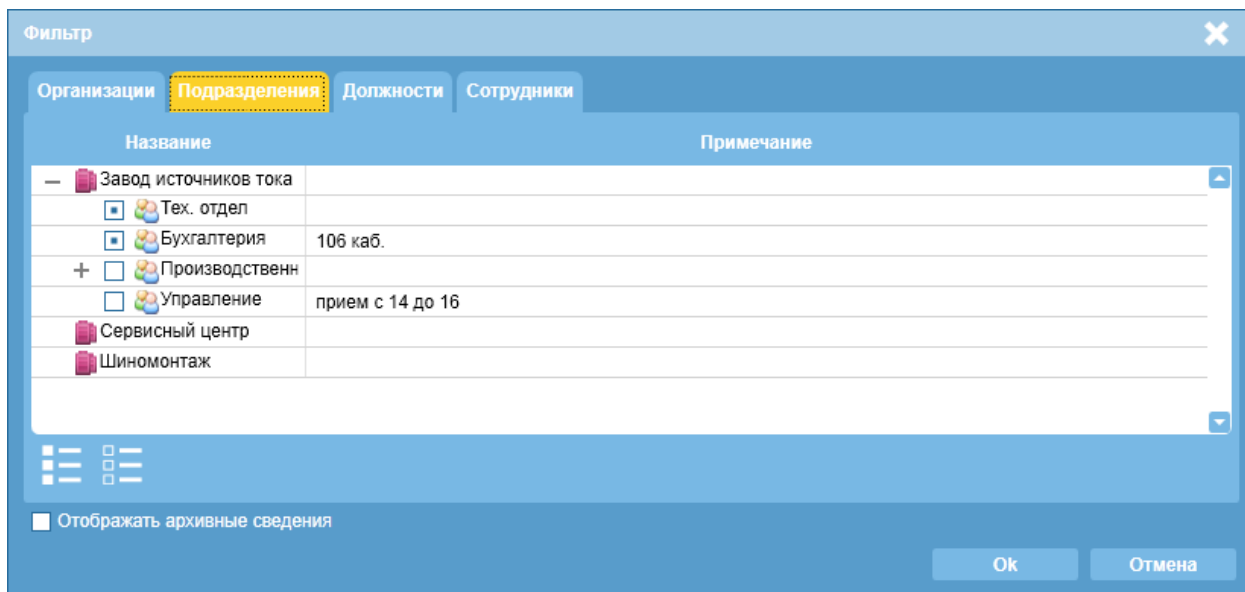 Фильтр
Организации Подразделения Должности Сотрудники
Название Примечание
Завод источников тока
Тех. отдел
Бухгалтерия 106 каб.
Производственн
Управление прием с 14 до 16
Сервисный центр
Шиномонтаж
Отображать архивные сведения
Ok Отмена